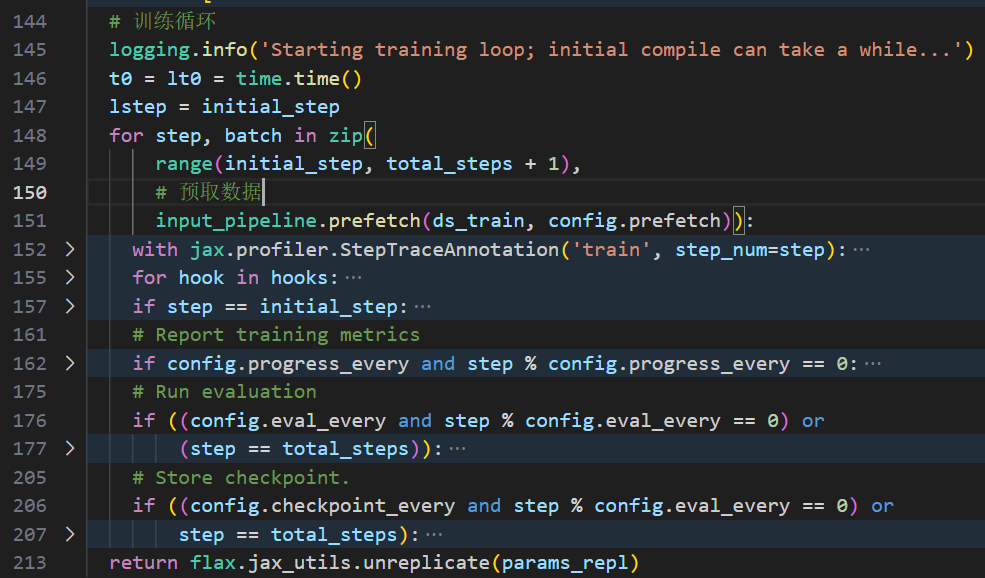 144 # 训练循环
145 logging.info('Starting training loop; initial compile can take a while...')
146 t0 = lt0 = time.time()
147 lstep = initial_step
148 for step, batch in zip(
149 range(initial_step, total_steps + 1),
150 # 预取数据
151 input_pipeline.prefetch(ds_train, config.prefetch)):
152 > with jax.profiler.StepTraceAnnotation('train', step_num=step):···
155 > for hook in hooks:···
157 > if step == initial_step:···
161 # Report training metrics
162 > if config.progress_every and step % config.progress_every == 0:···
175 # Run evaluation
176 if ((config.eval_every and step % config.eval_every == 0) or
177 > (step == total_steps)):···
205 # Store checkpoint.
206 if ((config.checkpoint_every and step % config.eval_every == 0) or
207 > step == total_steps):···
213 return flax.jax_utils.unreplicate(params_repl)